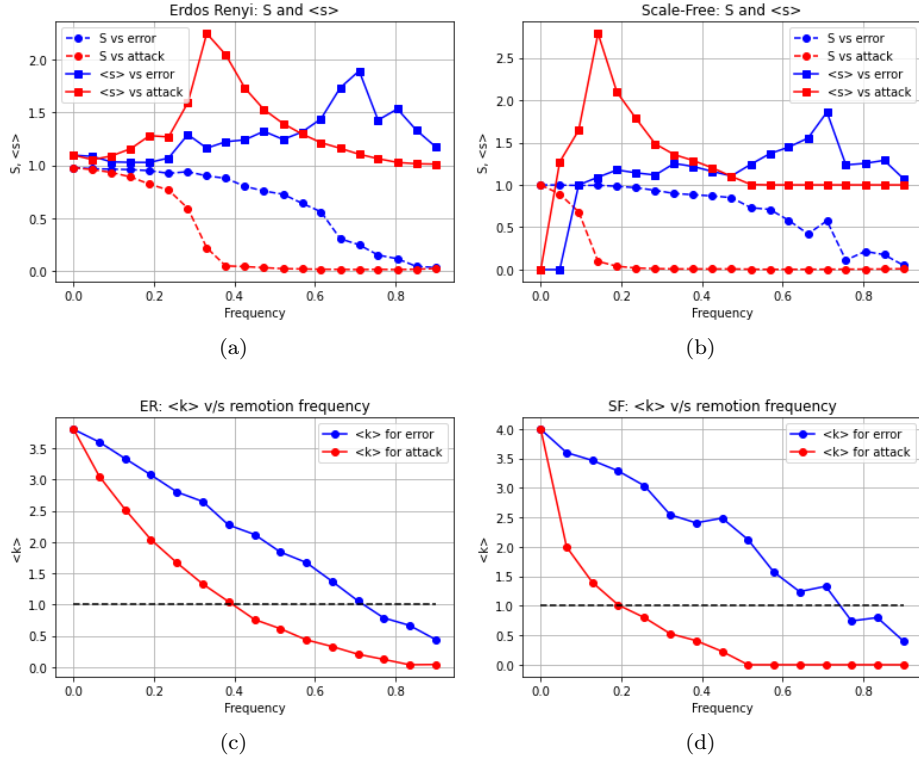 Erdos Renyi: S and <s>
S, <s>
2.0
1.5
1.0
0.5
0.0
S vs error
S vs attack
<s> vs error
<s> vs attack
0.0 0.2 0.4 0.6 0.8
Frequency
(a)
Scale-Free: S and <s>
S, <s>
2.5
2.0
1.5
1.0
0.5
0.0
S vs error
S vs attack
<s> vs error
<s> vs attack
0.0 0.2 0.4 0.6 0.8
Frequency
(b)
ER: <k> v/s remotion frequency
<k>
3.5
3.0
2.5
2.0
1.5
1.0
0.5
0.0
<k> for error
<k> for attack
0.0 0.2 0.4 0.6 0.8
Frequency
(c)
SF: <k> v/s remotion frequency
<k>
4.0
3.5
3.0
2.5
2.0
1.5
1.0
0.5
0.0
<k> for error
<k> for attack
0.0 0.2 0.4 0.6 0.8
Frequency
(d)